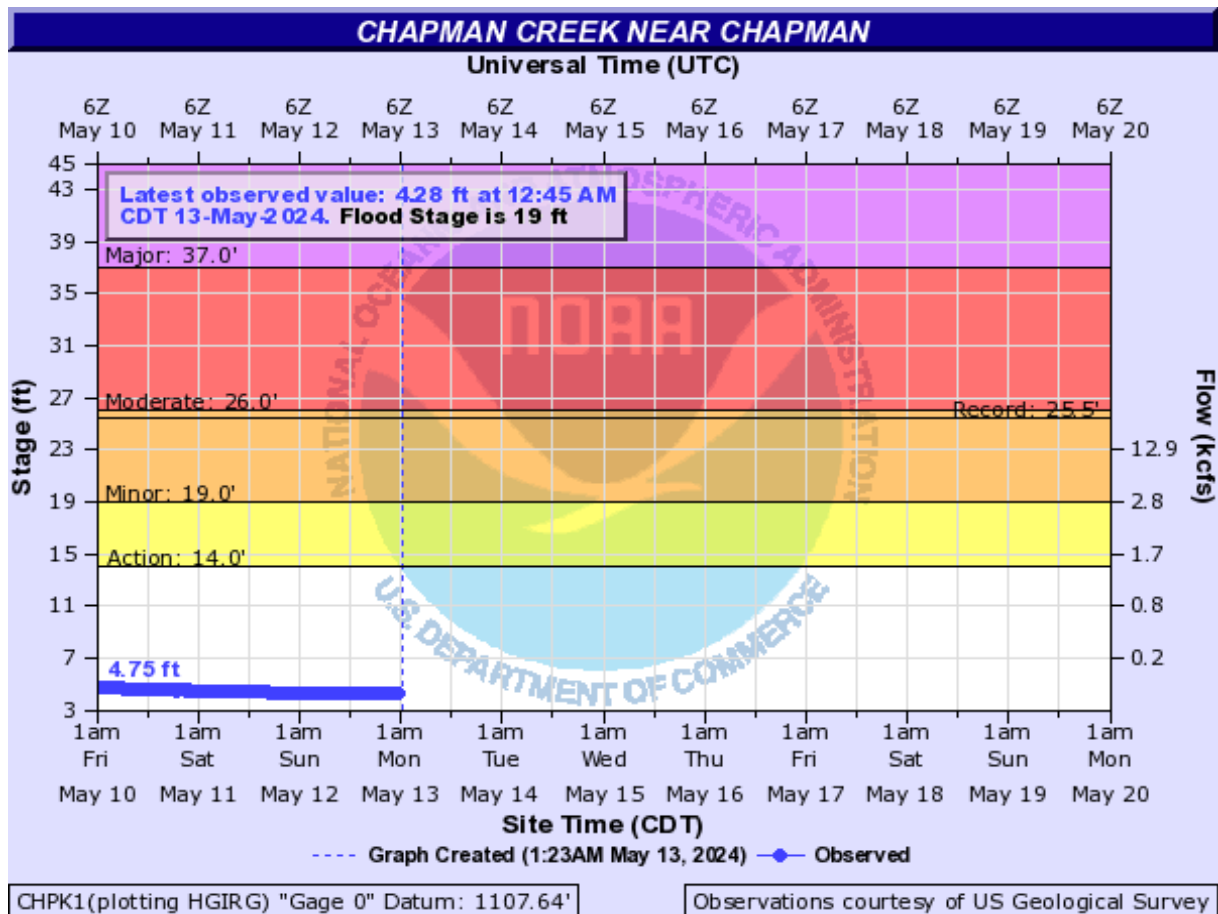 CHAPMAN CREEK NEAR CHAPMAN
Universal Time (UTC)
6Z 6Z 6Z 6Z 6Z 6Z 6Z 6Z 6Z 6Z 6Z
May 10 May 11 May 12 May 13 May 14 May 15 May 16 May 17 May 18 May 19 May 20
Latest observed value: 4.28 ft at 12:45 AM
CDT 13-May-2024. Flood Stage is 19 ft
45
43
39
35
31
27
23
19
15
11
7
3
Stage (ft)
Major: 37.0'
Moderate: 26.0'
Record: 25.5'
Minor: 19.0'
Action: 14.0'
4.75 ft
NATIONAL OCEANIC AND ATMOSPHERIC ADMINISTRATION
NOAA
U.S. DEPARTMENT OF COMMERCE
12.9
2.8
1.7
0.8
0.2
Flow (kcfs)
1am 1am 1am 1am 1am 1am 1am 1am 1am 1am 1am
Fri Sat Sun Mon Tue Wed Thu Fri Sat Sun Mon
May 10 May 11 May 12 May 13 May 14 May 15 May 16 May 17 May 18 May 19 May 20
Site Time (CDT)
Graph Created (1:23AM May 13, 2024) Observed
CHPK1(plotting HGIRG) "Gage 0" Datum: 1107.64'
Observations courtesy of US Geological Survey